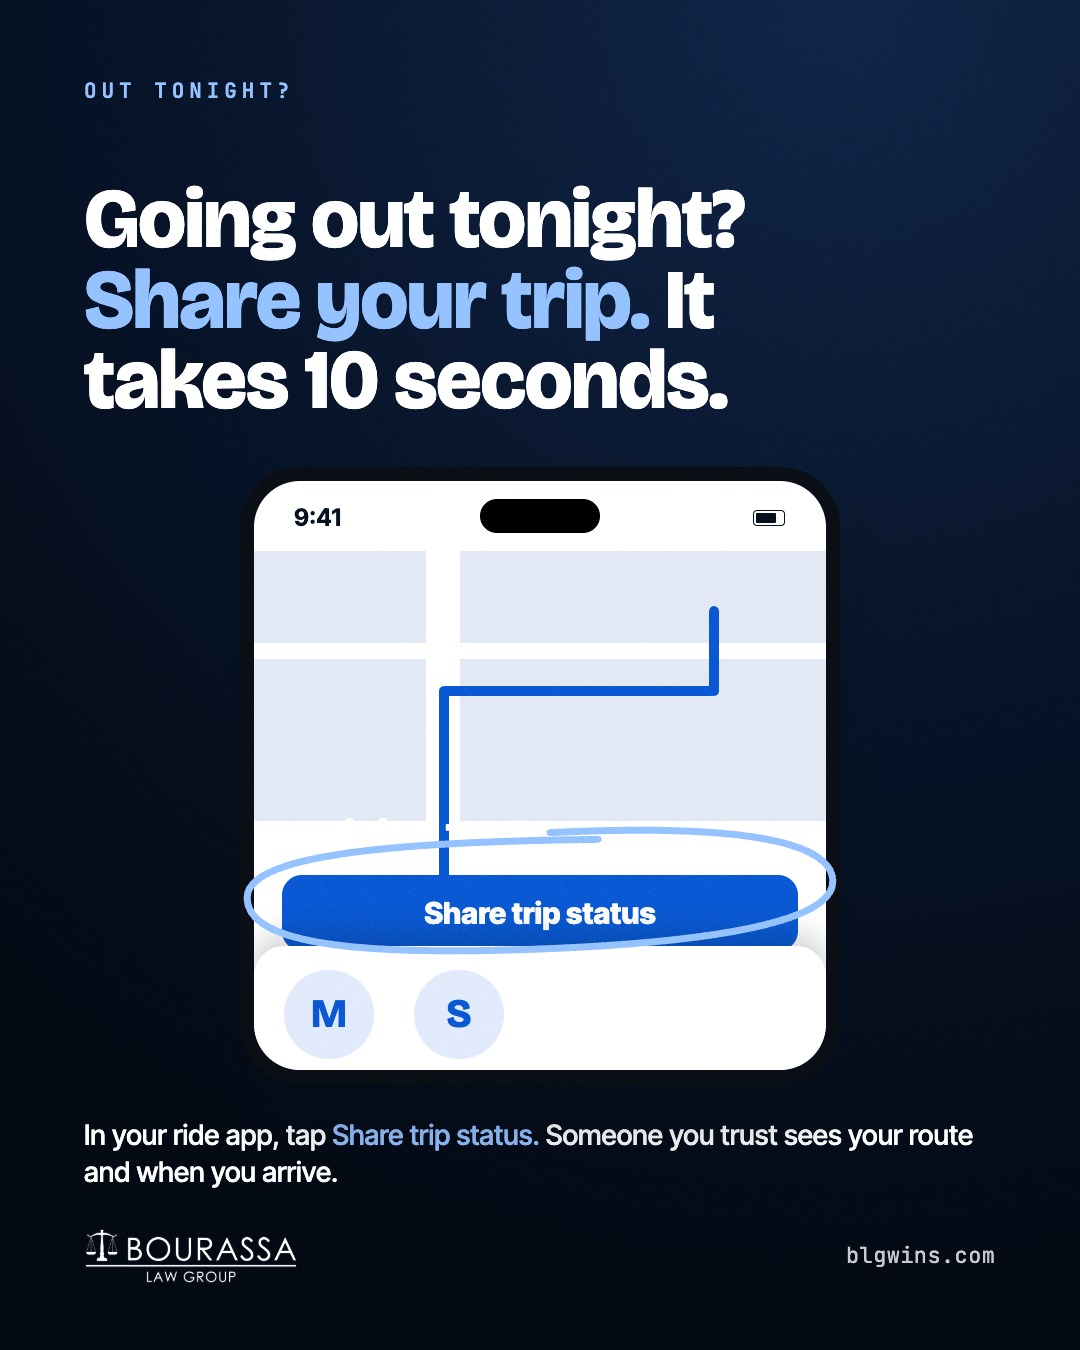 OUT TONIGHT?
Going out tonight?
Share your trip. It
takes 10 seconds.
9:41
Share trip status
M S
In your ride app, tap Share trip status. Someone you trust sees your route
and when you arrive.
BOURASSA
LAW GROUP
blgwins.com